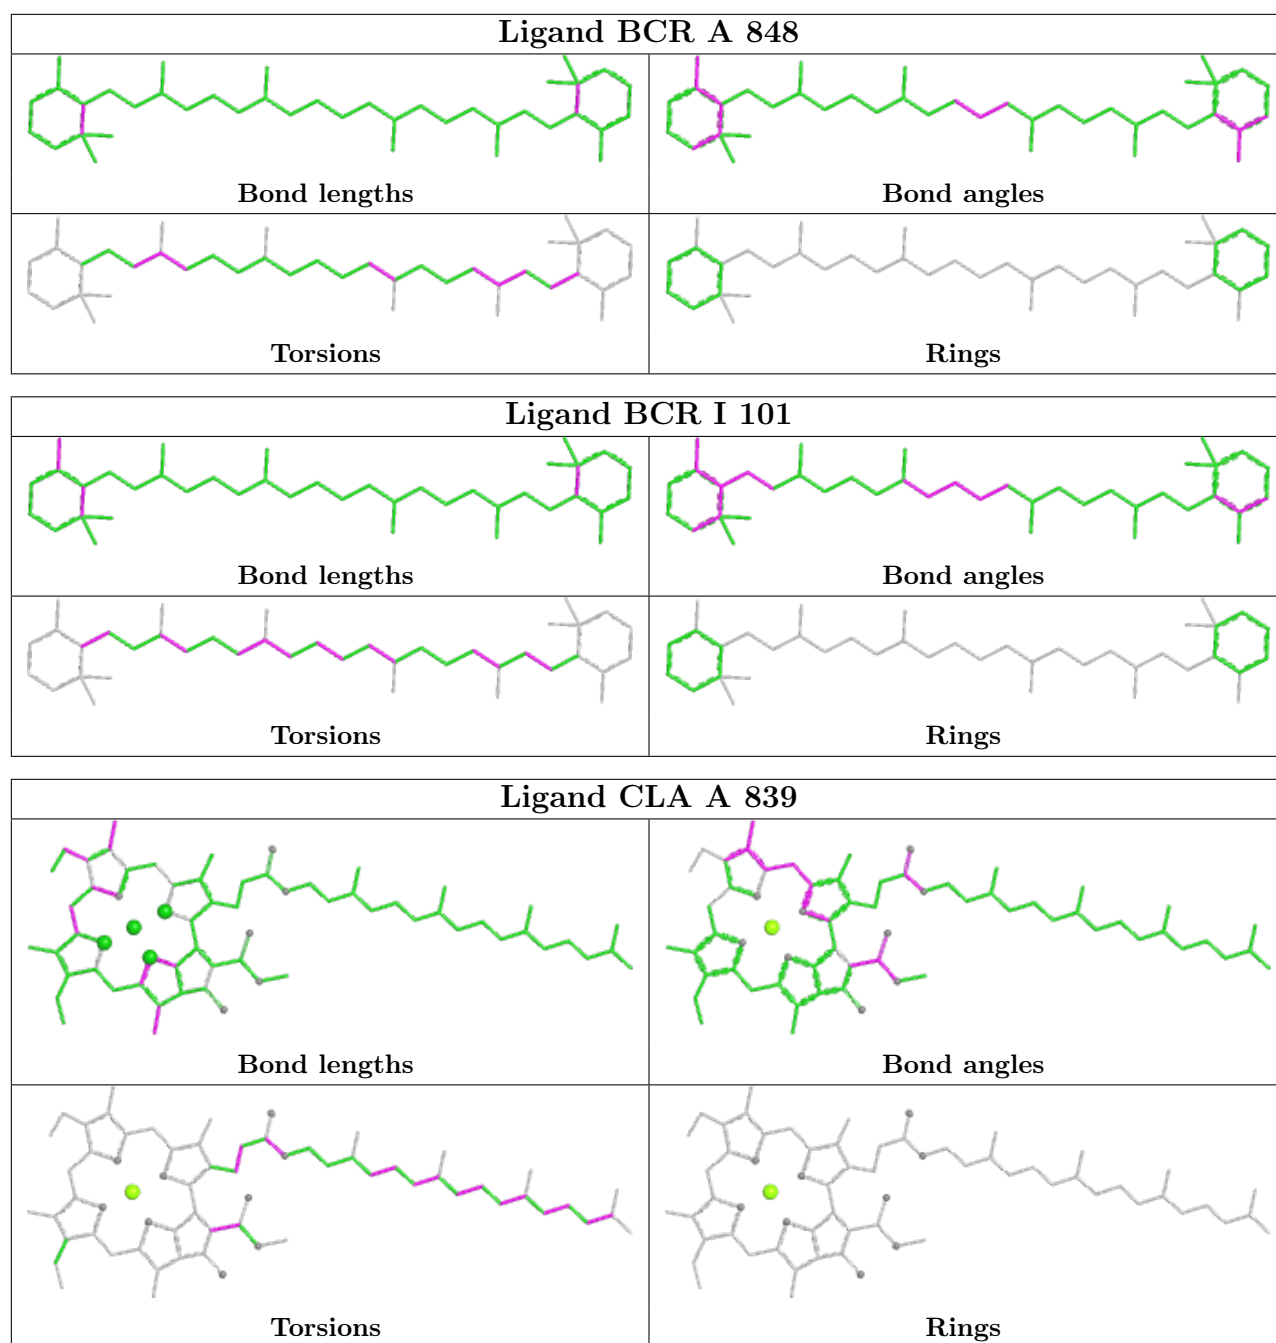 Ligand BCR A 848
Bond lengths
Bond angles
Torsions
Rings
Ligand BCR I 101
Bond lengths
Bond angles
Torsions
Rings
Ligand CLA A 839
Bond lengths
Bond angles
Torsions
Rings